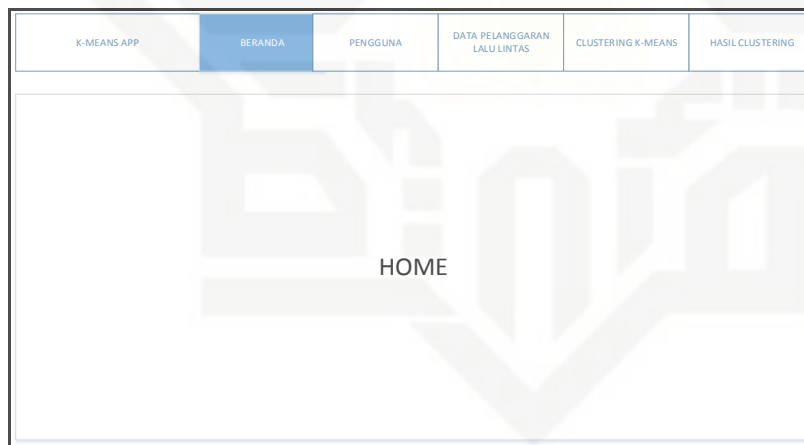 K-MEANS APP
BERANDA
PENGGUNA
DATA PELANGGARAN
LALU LINTAS
CLUSTERING K-MEANS
HASIL CLUSTERING
HOME